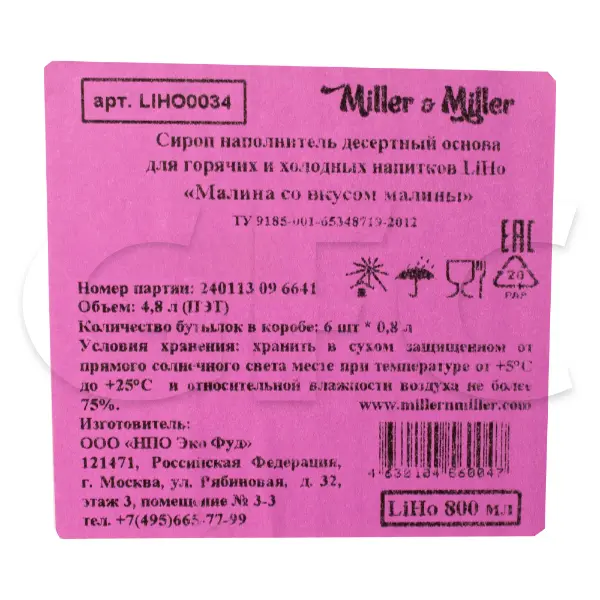 арт. LIHO0034
Miller & Miller
Сироп наполнитель десертный основа
для горячих и холодных напитков LiHo
«Малина со вкусом малины»
ТУ 9185-001-65348719-2012
EAC
20
PAP
Номер партии: 240113 09 6641
Объем: 4,8 л (ПЭТ)
Количество бутылок в коробе: 6 шт * 0,8 л
Условия хранения: хранить в сухом защищенном от
прямого солнечного света месте при температуре от +5°С
до +25°С и относительной влажности воздуха не более
75%.
www.millernmiller.com
Изготовитель:
ООО «НПО Эко Фуд»
121471, Российская Федерация,
г. Москва, ул. Рябиновая, д. 32,
этаж 3, помещение № 3-3
тел. +7(495)665-77-99
4630104660047
LiHo 800 мл